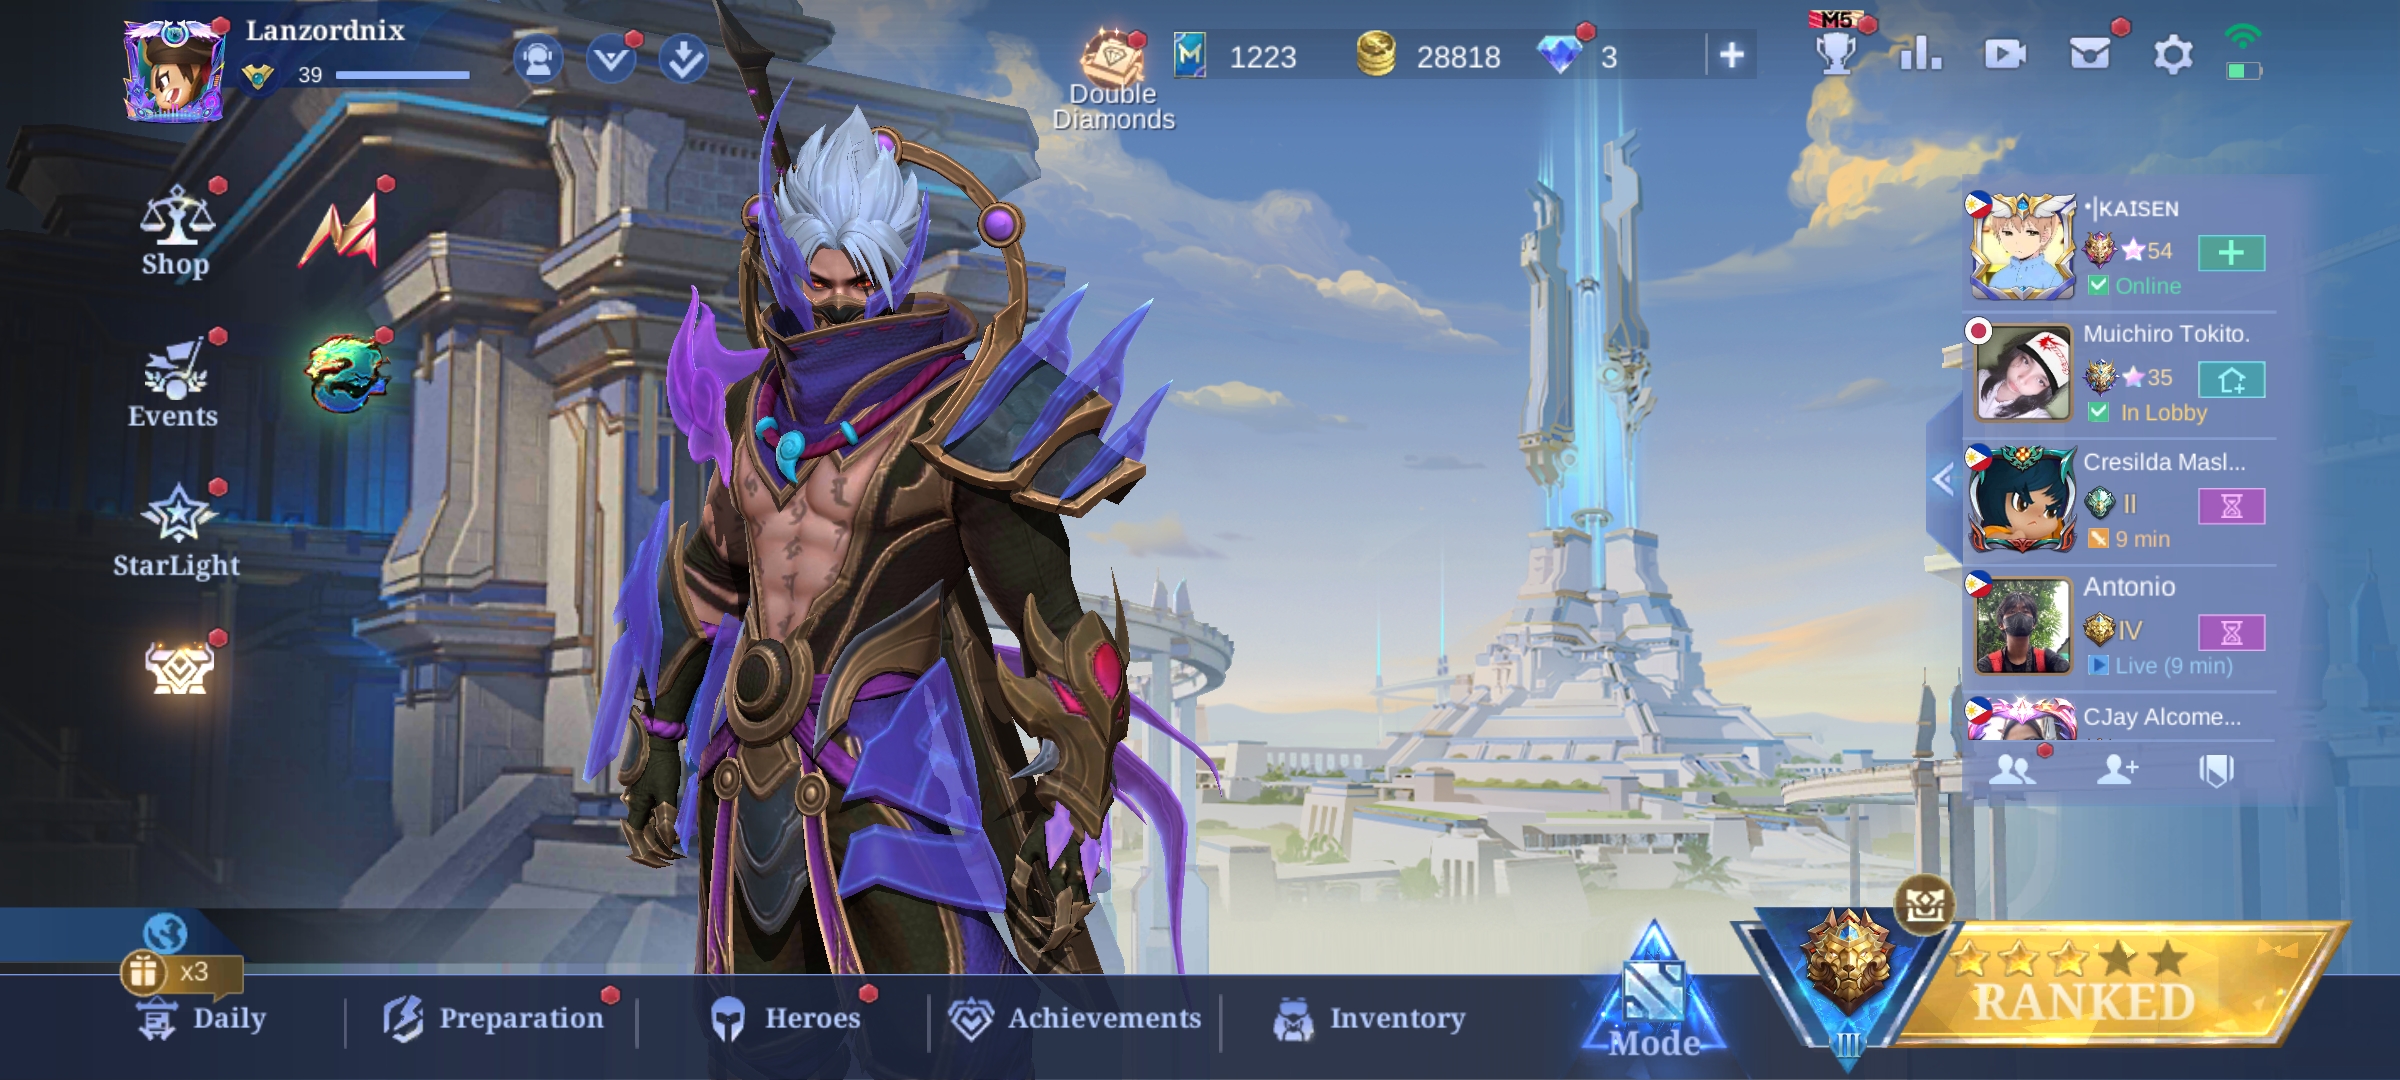 Lanzordnix
39
Double
Diamonds
1223
28818
3
M5
Shop
Events
StarLight
•|KAISEN
54
Online
Muichiro Tokito.
35
In Lobby
Cresilda Masl...
II
9 min
Antonio
IV
Live (9 min)
CJay Alcome...
x3
Daily
Preparation
Heroes
Achievements
Inventory
Mode
III
RANKED